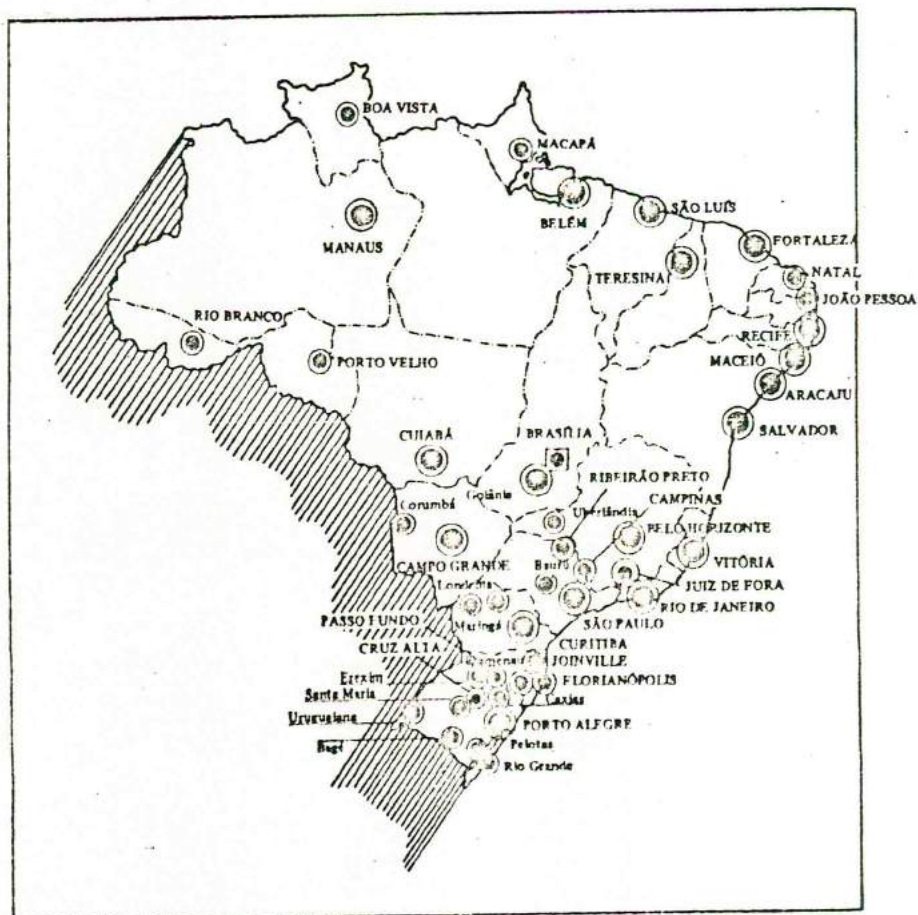 BOA VISTA
MACAPÁ
BELÉM
SÃO LUÍS
MANAUS
FORTALEZA
TERESINA
NATAL
JOÃO PESSOA
RIO BRANCO
RECIFE
PORTO VELHO
MACEIÓ
ARACAJU
SALVADOR
CUIABÁ
BRASÍLIA
RIBEIRÃO PRETO
Goiânia
CAMPINAS
Corumbá
Uberlândia
BELO HORIZONTE
VITÓRIA
CAMPO GRANDE
Baurú
JUIZ DE FORA
Londrina
RIO DE JANEIRO
PASSO FUNDO
Maringá
SÃO PAULO
CURITIBA
CRUZ ALTA
JOINVILLE
Erexim
FLORIANÓPOLIS
Santa Maria
Caxias
Uruguaiana
PORTO ALEGRE
Bagé
Pelotas
Rio Grande